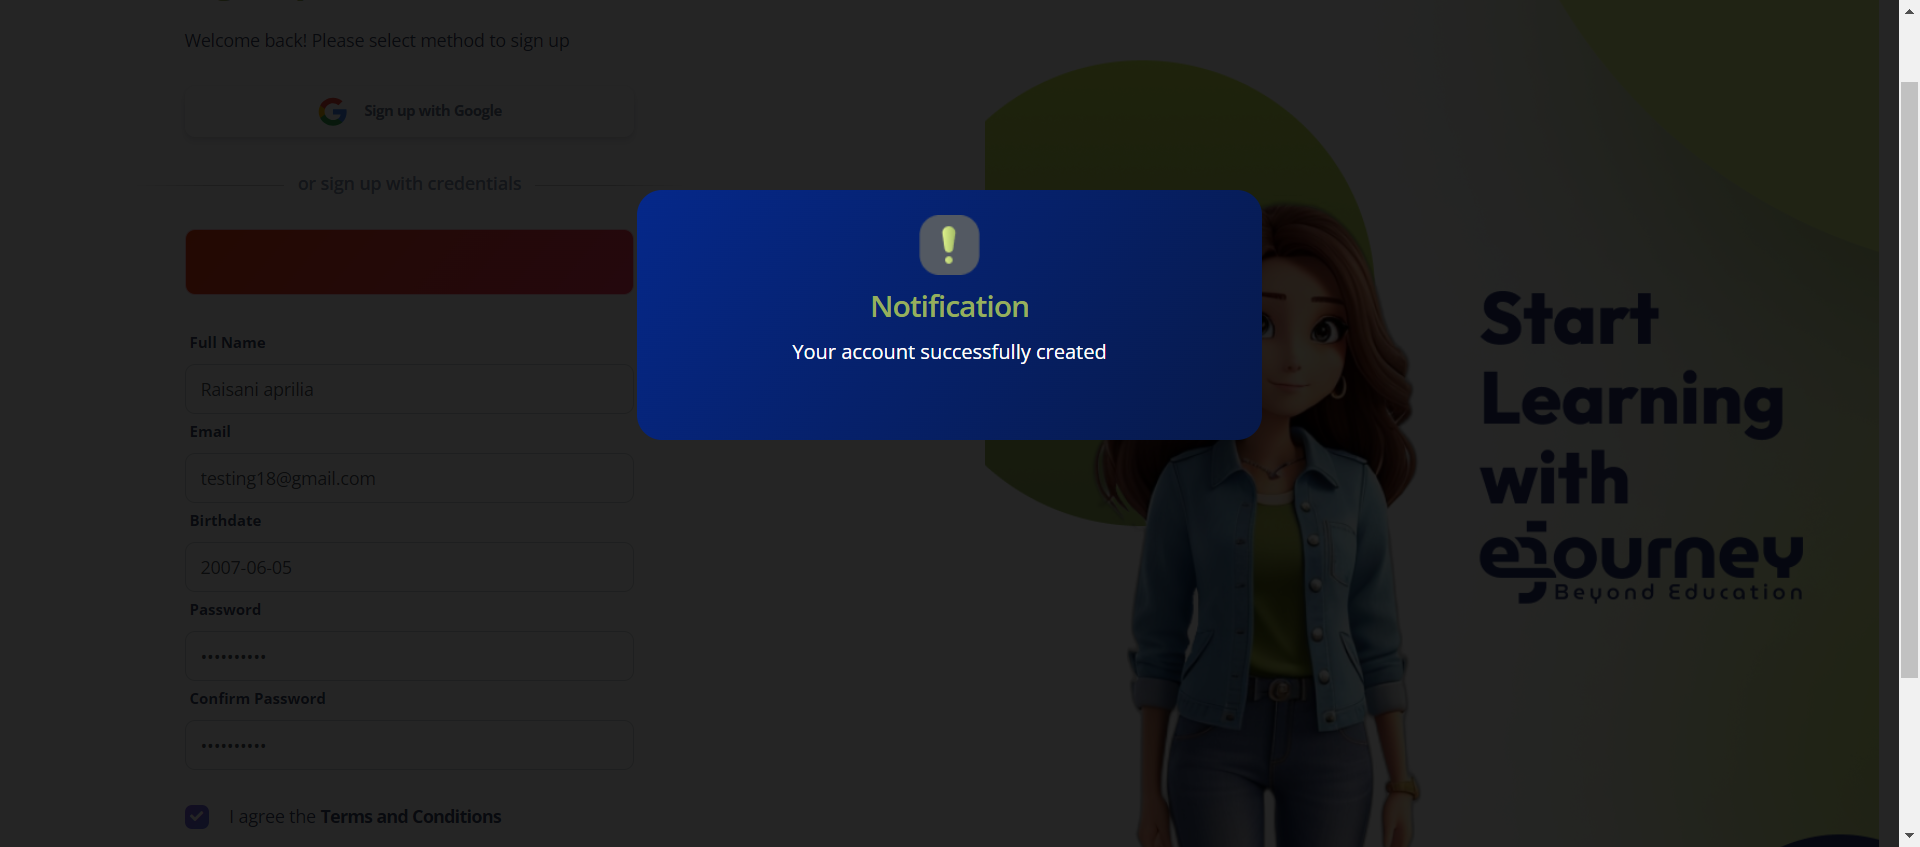 Welcome back! Please select method to sign up
Sign up with Google
or sign up with credentials
Full Name
Raisani aprilia
Email
testing18@gmail.com
Birthdate
2007-06-05
Password
••••••••••
Confirm Password
••••••••••
I agree the Terms and Conditions
Notification
Your account successfully created
Start
Learning
with
eJourney
Beyond Education